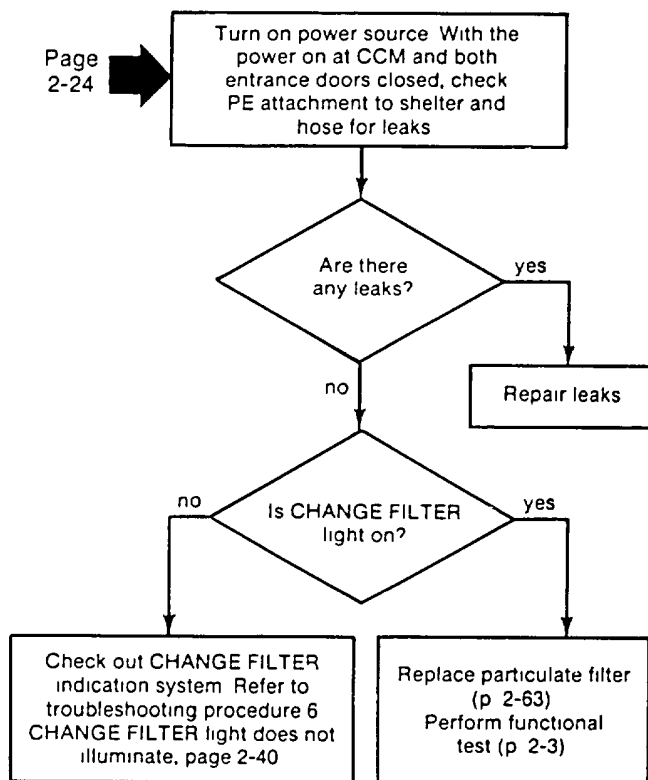 Page
2-24
Turn on power source With the
power on at CCM and both
entrance doors closed, check
PE attachment to shelter and
hose for leaks
Are there
any leaks?
yes
no
Repair leaks
no
Is CHANGE FILTER
light on?
yes
Check out CHANGE FILTER
indication system Refer to
troubleshooting procedure 6
CHANGE FILTER light does not
illuminate, page 2-40
Replace particulate filter
(p 2-63)
Perform functional
test (p 2-3)